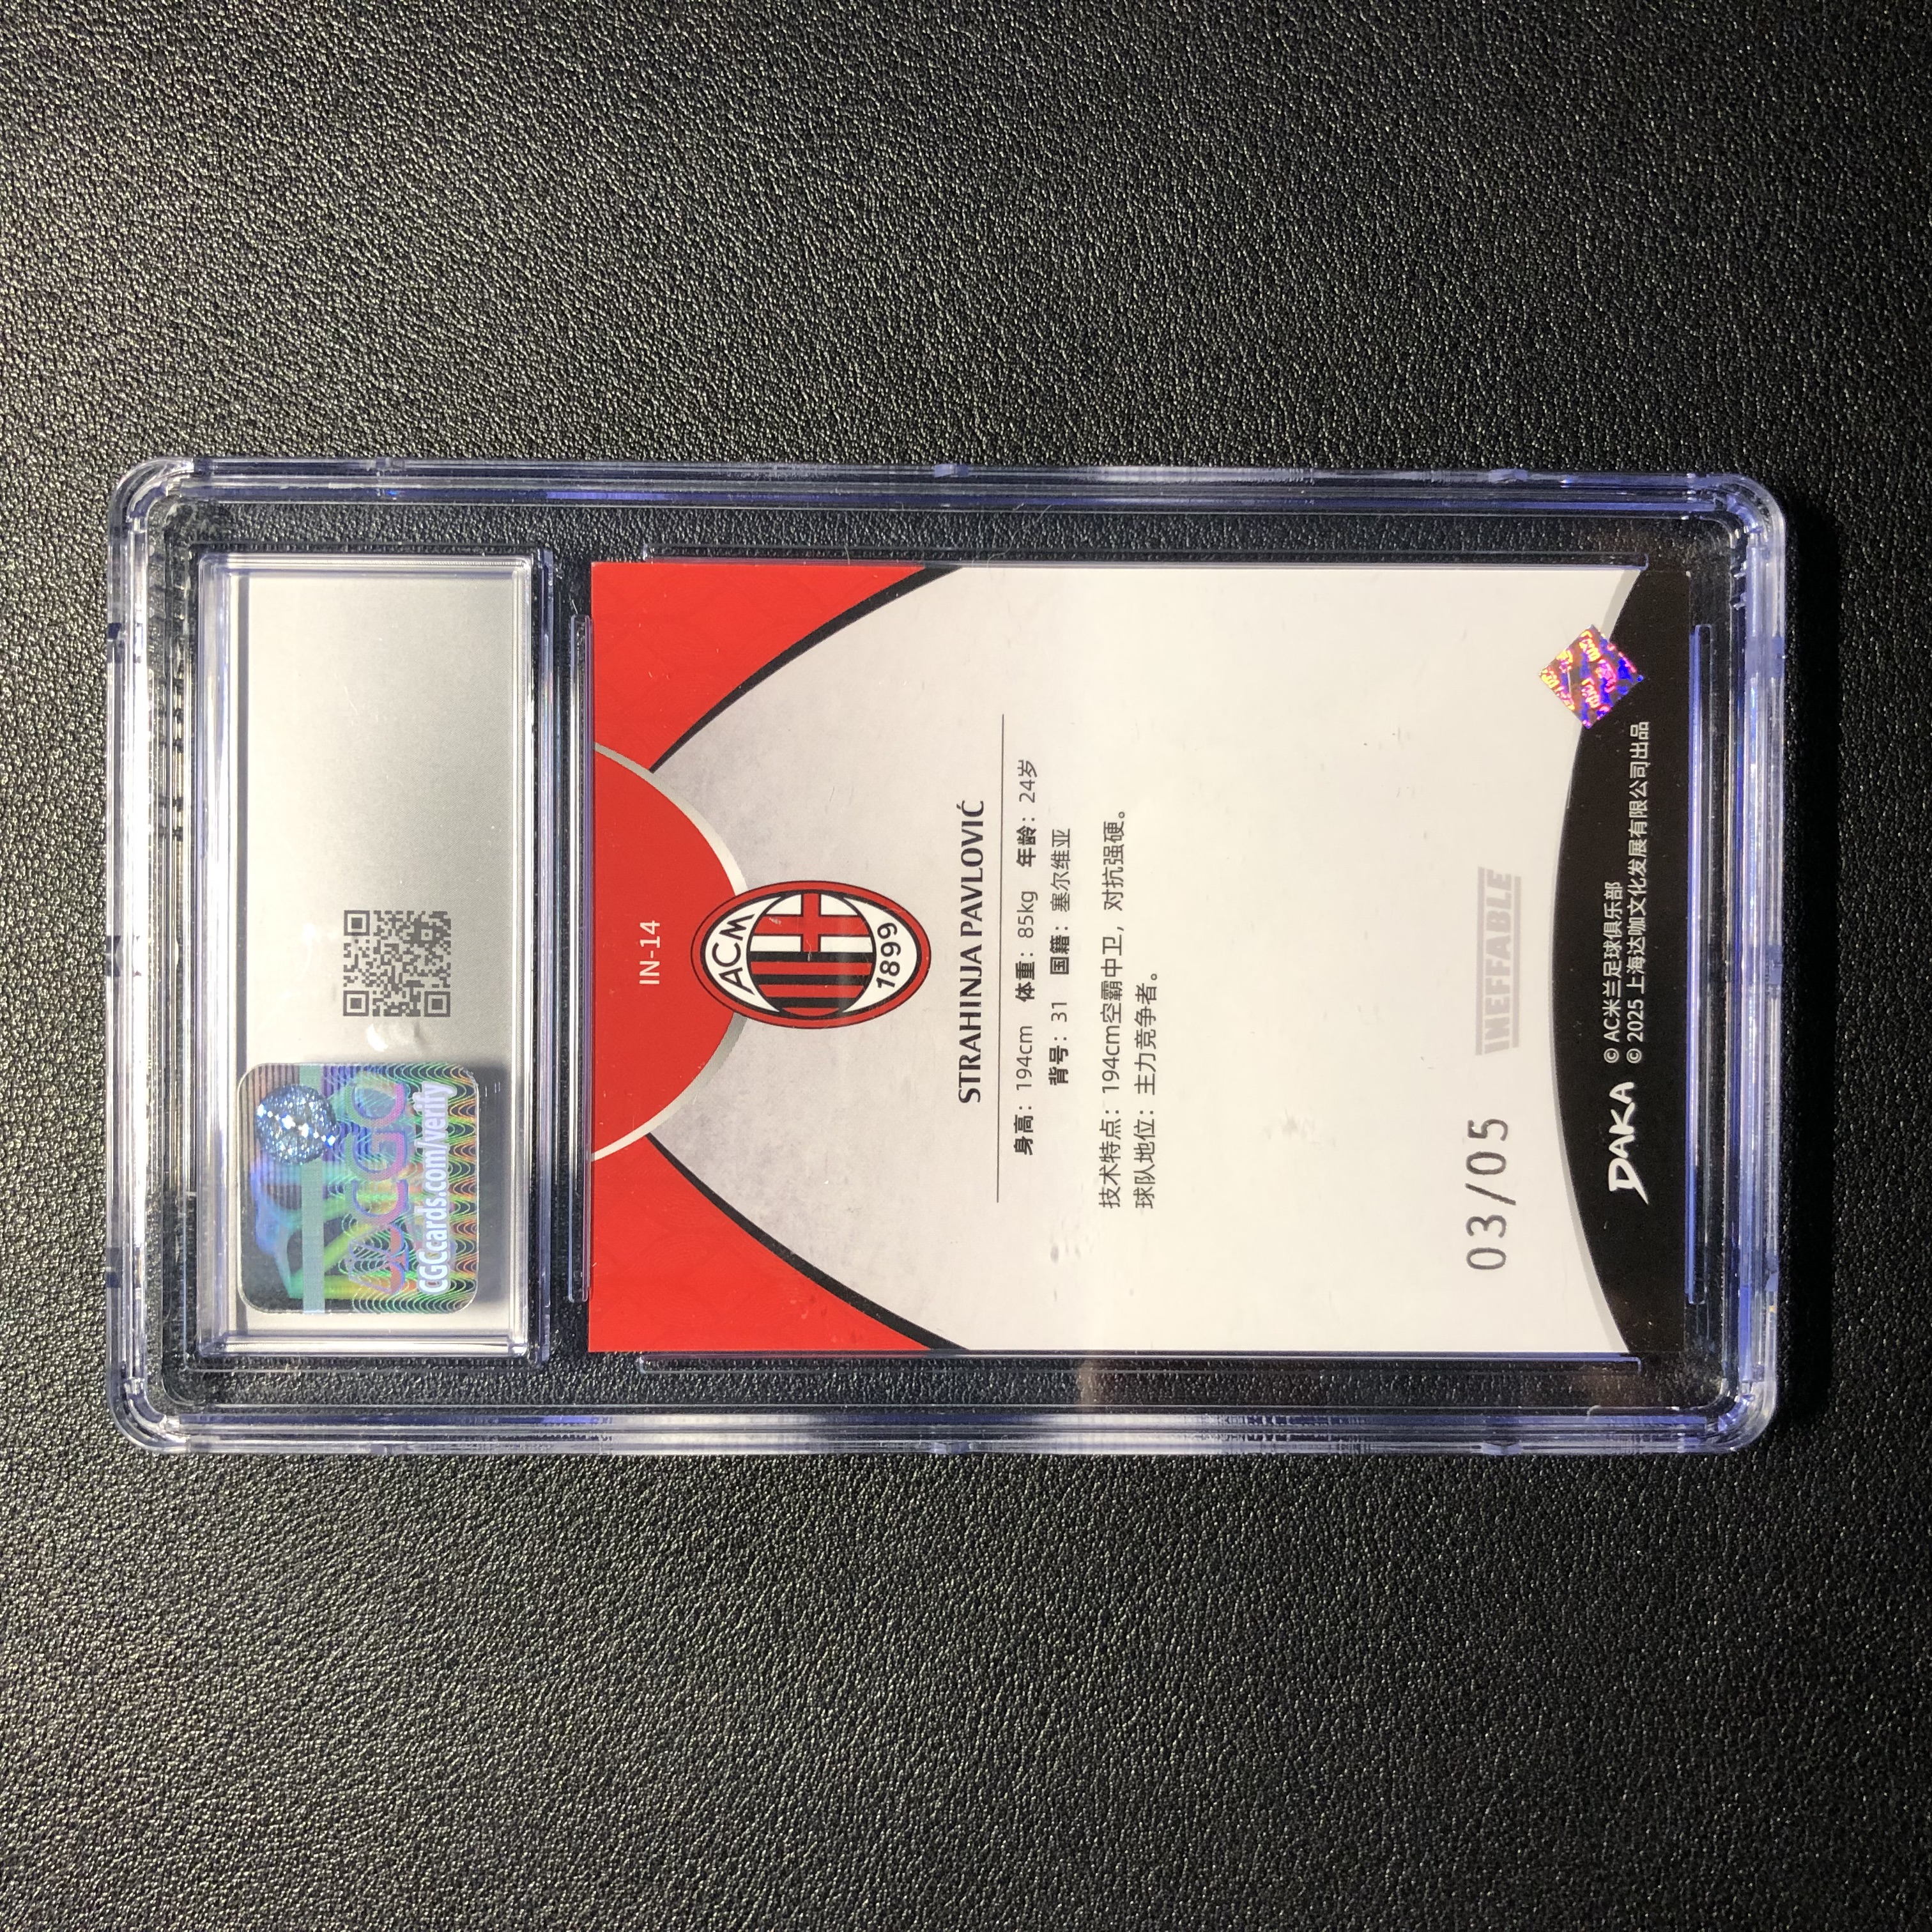 CGC
CGCcards.com/verify
IN-14
ACM
1899
STRAHINJA PAVLOVIĆ
身高：194cm 体重：85kg 年龄：24岁
背号：31 国籍：塞尔维亚
技术特点：194cm空霸中卫，对抗强硬。
球队地位：主力竞争者。
03/05
INEFFABLE
DAKA
© AC米兰足球俱乐部
© 2025 上海达咖文化发展有限公司出品